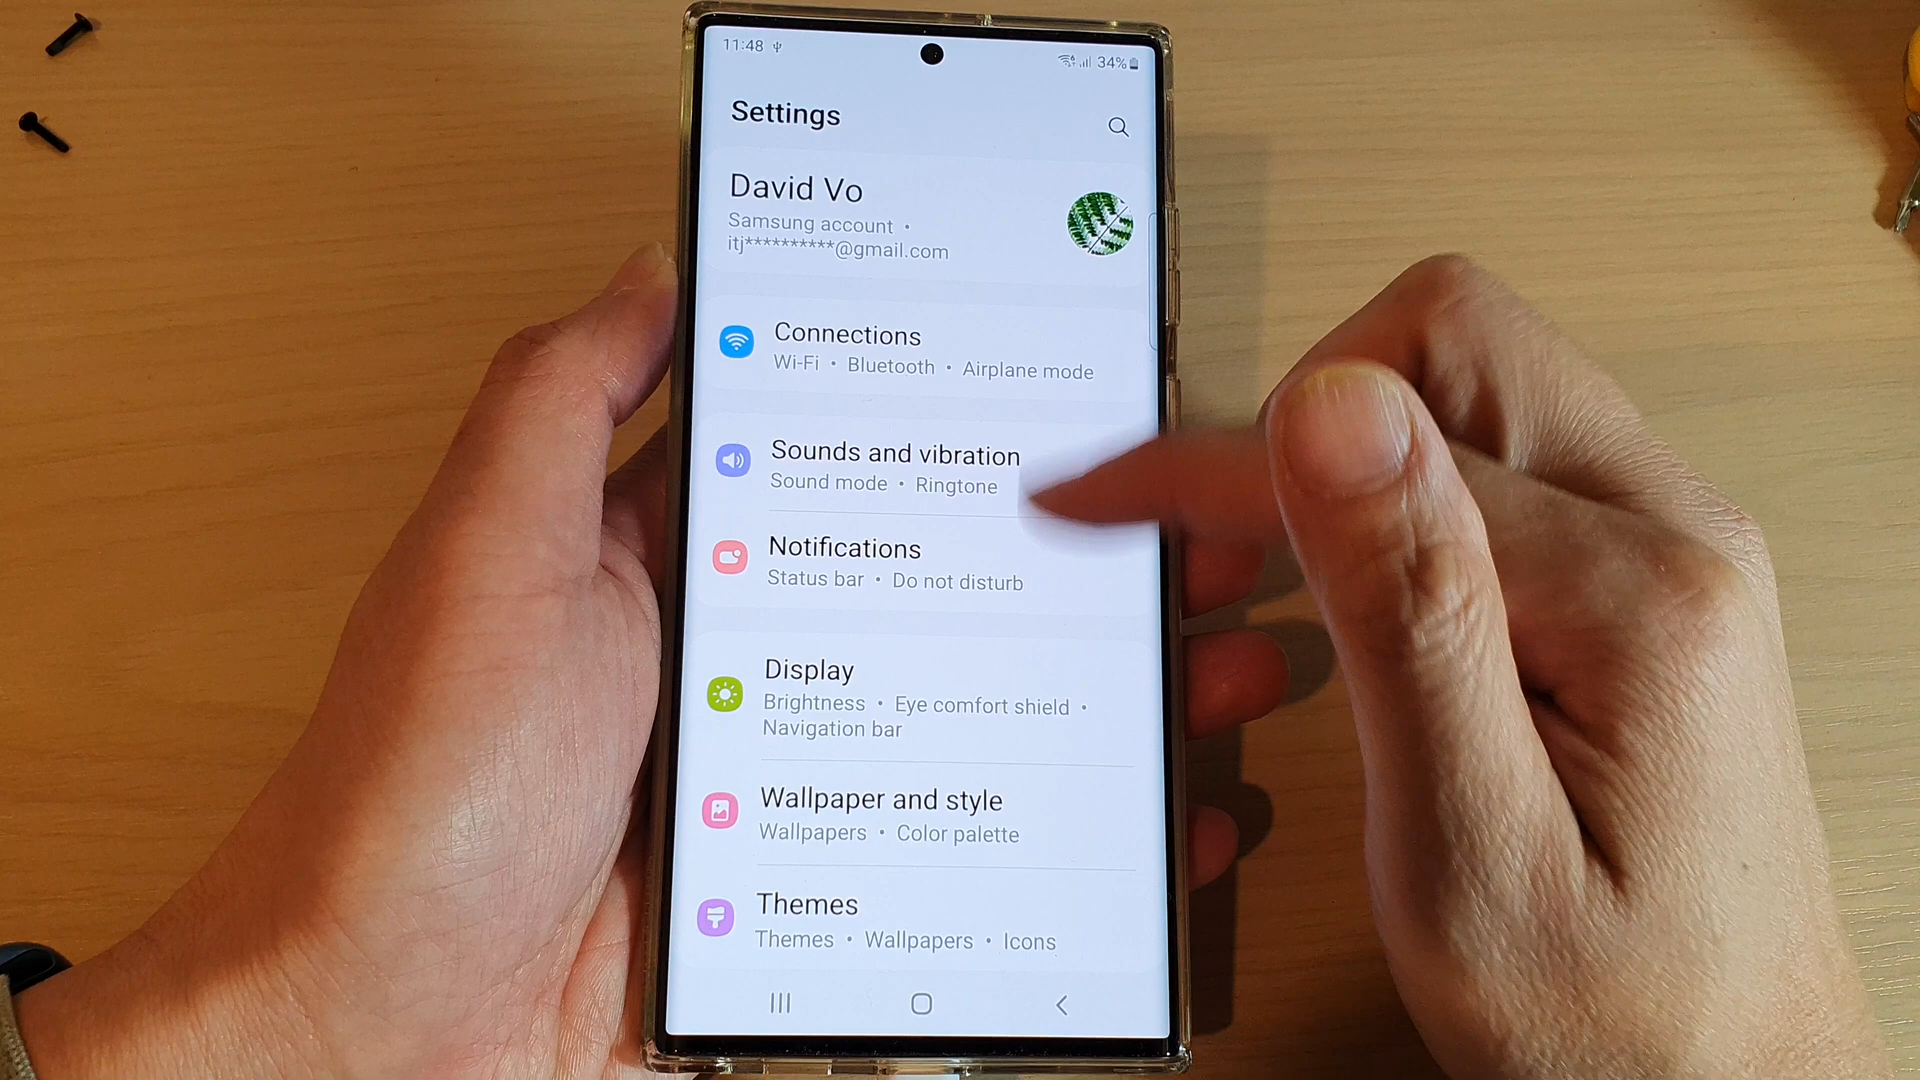 11:48
34%
Settings
David Vo
Samsung account •
itj**********@gmail.com
Connections
Wi-Fi • Bluetooth • Airplane mode
Sounds and vibration
Sound mode • Ringtone
Notifications
Status bar • Do not disturb
Display
Brightness • Eye comfort shield •
Navigation bar
Wallpaper and style
Wallpapers • Color palette
Themes
Themes • Wallpapers • Icons